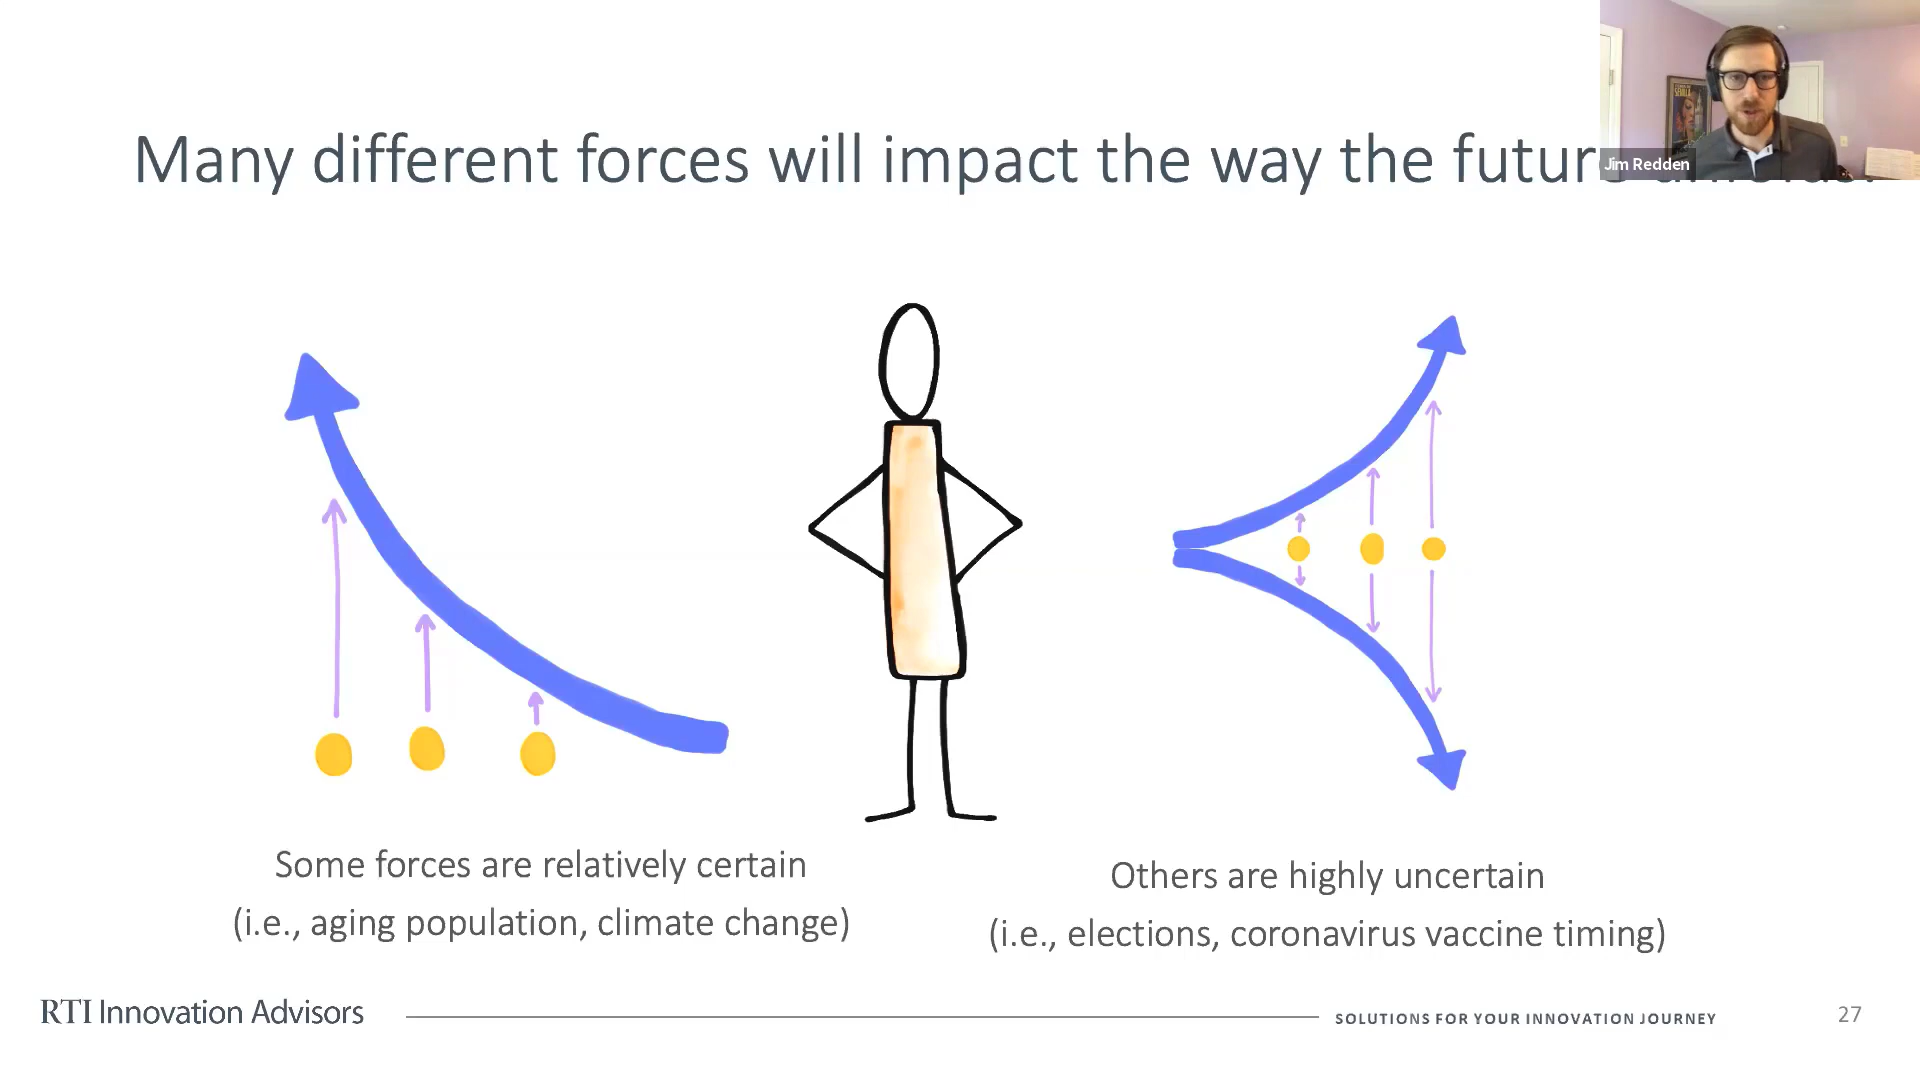 Many different forces will impact the way the futur
Jim Redden
Some forces are relatively certain
(i.e., aging population, climate change)
Others are highly uncertain
(i.e., elections, coronavirus vaccine timing)
RTI Innovation Advisors
SOLUTIONS FOR YOUR INNOVATION JOURNEY
27